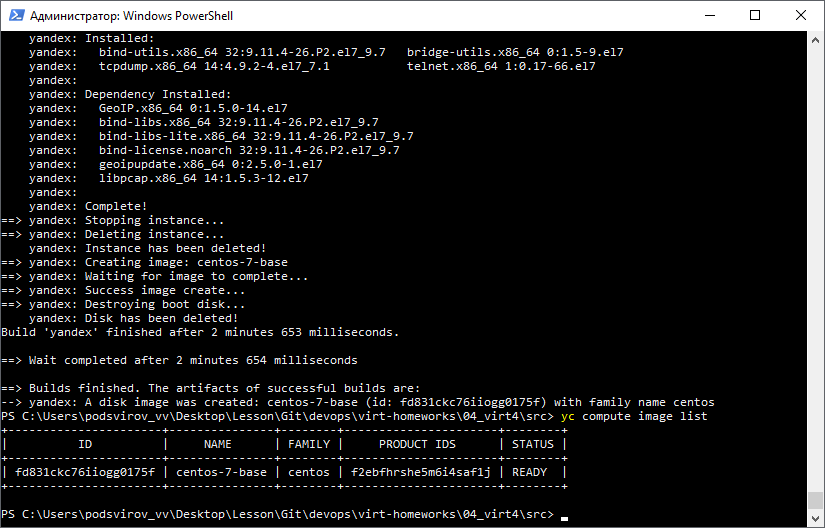 Администратор: Windows PowerShell
yandex: Installed:
yandex:   bind-utils.x86_64 32:9.11.4-26.P2.el7_9.7   bridge-utils.x86_64 0:1.5-9.el7
yandex:   tcpdump.x86_64 14:4.9.2-4.el7_7.1           telnet.x86_64 1:0.17-66.el7
yandex:
yandex: Dependency Installed:
yandex:   GeoIP.x86_64 0:1.5.0-14.el7
yandex:   bind-libs.x86_64 32:9.11.4-26.P2.el7_9.7
yandex:   bind-libs-lite.x86_64 32:9.11.4-26.P2.el7_9.7
yandex:   bind-license.noarch 32:9.11.4-26.P2.el7_9.7
yandex:   geoipupdate.x86_64 0:2.5.0-1.el7
yandex:   libpcap.x86_64 14:1.5.3-12.el7
yandex:
yandex: Complete!
==> yandex: Stopping instance...
==> yandex: Deleting instance...
yandex: Instance has been deleted!
==> yandex: Creating image: centos-7-base
==> yandex: Waiting for image to complete...
==> yandex: Success image create...
==> yandex: Destroying boot disk...
yandex: Disk has been deleted!
Build 'yandex' finished after 2 minutes 653 milliseconds.
==> Wait completed after 2 minutes 654 milliseconds
==> Builds finished. The artifacts of successful builds are:
--> yandex: A disk image was created: centos-7-base (id: fd831ckc76iiogg0175f) with family name centos
PS C:\Users\podsvirov_vv\Desktop\Lesson\Git\devops\virt-homeworks\04_virt4\src> yc compute image list
+----------------------+---------------+--------+----------------------+--------+
|          ID          |     NAME      | FAMILY |     PRODUCT IDS      | STATUS |
+----------------------+---------------+--------+----------------------+--------+
| fd831ckc76iiogg0175f | centos-7-base | centos | f2ebfhrshe5m6i4saf1j | READY  |
+----------------------+---------------+--------+----------------------+--------+
PS C:\Users\podsvirov_vv\Desktop\Lesson\Git\devops\virt-homeworks\04_virt4\src>